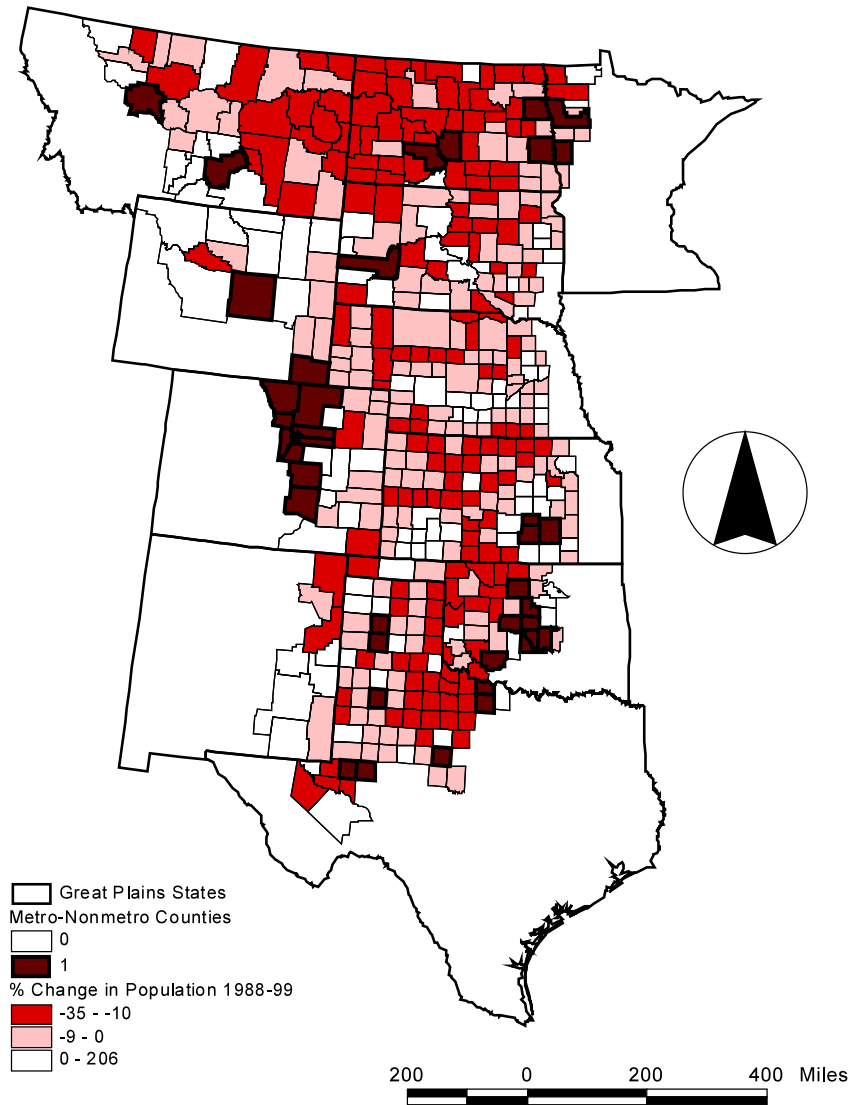 Great Plains States
Metro-Nonmetro Counties
0
1
% Change in Population 1988-99
-35 - -10
-9 - 0
0 - 206
200 0 200 400 Miles